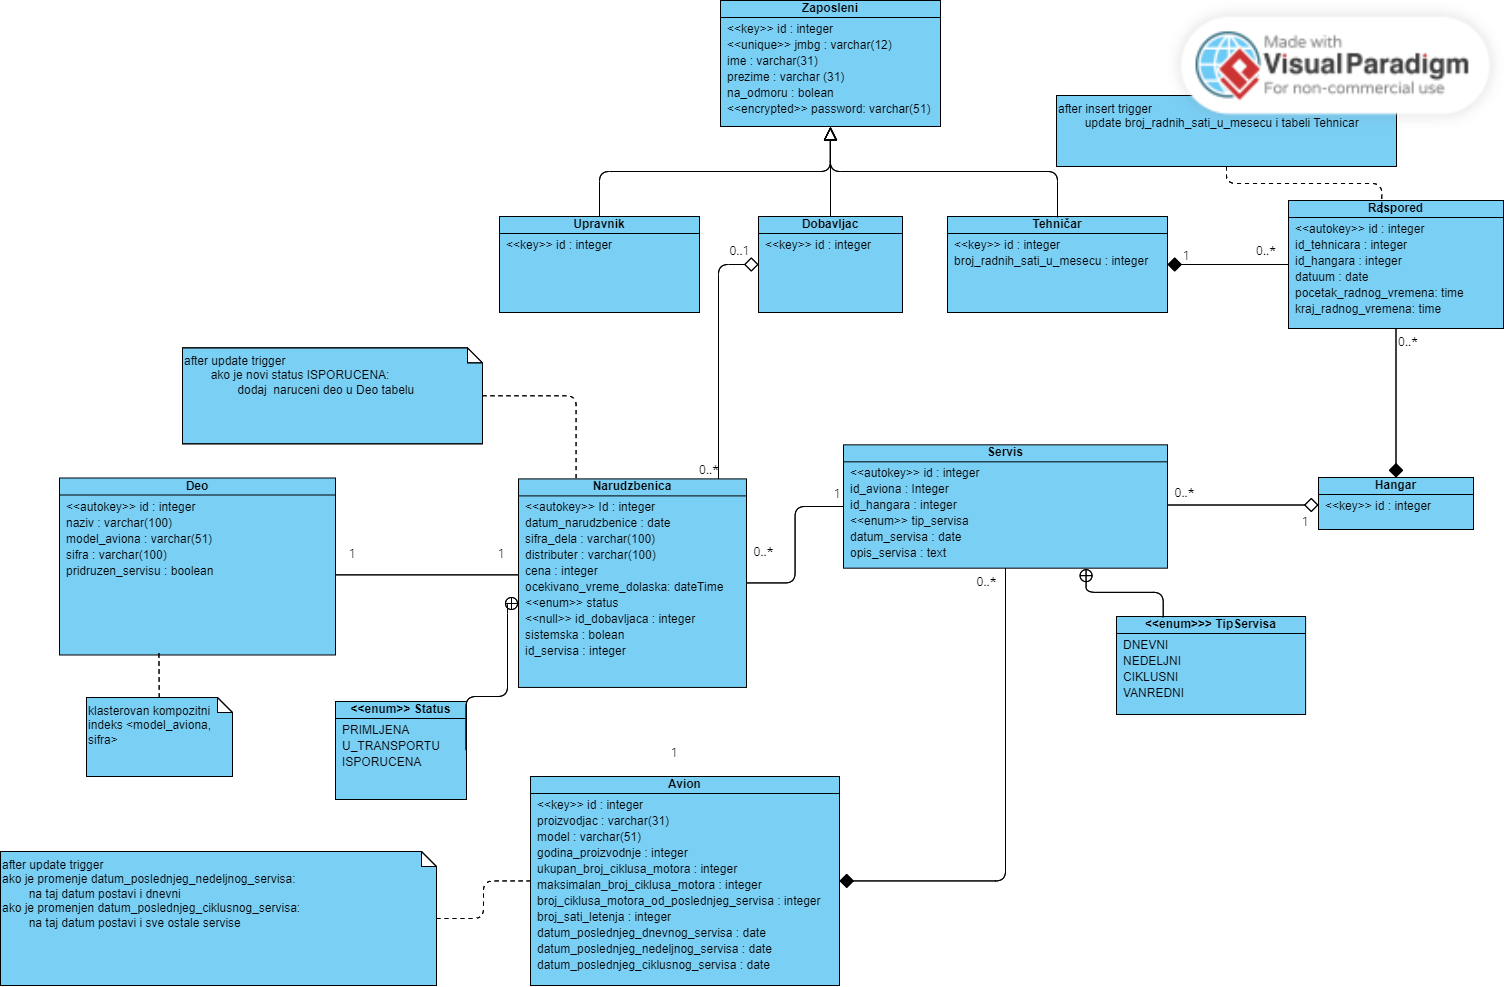 Zaposleni
<<key>> id : integer
<<unique>> jmbg : varchar(12)
ime : varchar(31)
prezime : varchar (31)
na_odmoru : bolean
<<encrypted>> password: varchar(51)
Made with
VisualParadigm
For non-commercial use
after insert trigger
update broj_radnih_sati_u_mesecu i tabeli Tehnicar
Upravnik
<<key>> id : integer
Dobavljac
<<key>> id : integer
0..1
Tehničar
<<key>> id : integer
broj_radnih_sati_u_mesecu : integer
1
0..*
Raspored
<<autokey>> id : integer
id_tehnicara : integer
id_hangara : integer
datuum : date
pocetak_radnog_vremena: time
kraj_radnog_vremena: time
0..*
after update trigger
ako je novi status ISPORUCENA:
dodaj  naruceni deo u Deo tabelu
0..*
Deo
<<autokey>> id : integer
naziv : varchar(100)
model_aviona : varchar(51)
sifra : varchar(100)
pridruzen_servisu : boolean
1
1
Narudzbenica
<<autokey>> Id : integer
datum_narudzbenice : date
sifra_dela : varchar(100)
distributer : varchar(100)
cena : integer
ocekivano_vreme_dolaska: dateTime
<<enum>> status
<<null>> id_dobavljaca : integer
sistemska : bolean
id_servisa : integer
0..*
1
Servis
<<autokey>> id : integer
id_aviona : Integer
id_hangara : integer
<<enum>> tip_servisa
datum_servisa : date
opis_servisa : text
0..*
1
Hangar
<<key>> id : integer
0..*
<<enum>>> TipServisa
DNEVNI
NEDELJNI
CIKLUSNI
VANREDNI
klasterovan kompozitni
indeks <model_aviona,
sifra>
<<enum>> Status
PRIMLJENA
U_TRANSPORTU
ISPORUCENA
1
Avion
<<key>> id : integer
proizvodjac : varchar(31)
model : varchar(51)
godina_proizvodnje : integer
ukupan_broj_ciklusa_motora : integer
maksimalan_broj_ciklusa_motora : integer
broj_ciklusa_motora_od_poslednjeg_servisa : integer
broj_sati_letenja : integer
datum_poslednjeg_dnevnog_servisa : date
datum_poslednjeg_nedeljnog_servisa : date
datum_poslednjeg_ciklusnog_servisa : date
after update trigger
ako je promenje datum_poslednjeg_nedeljnog_servisa:
na taj datum postavi i dnevni
ako je promenjen datum_poslednjeg_ciklusnog_servisa:
na taj datum postavi i sve ostale servise